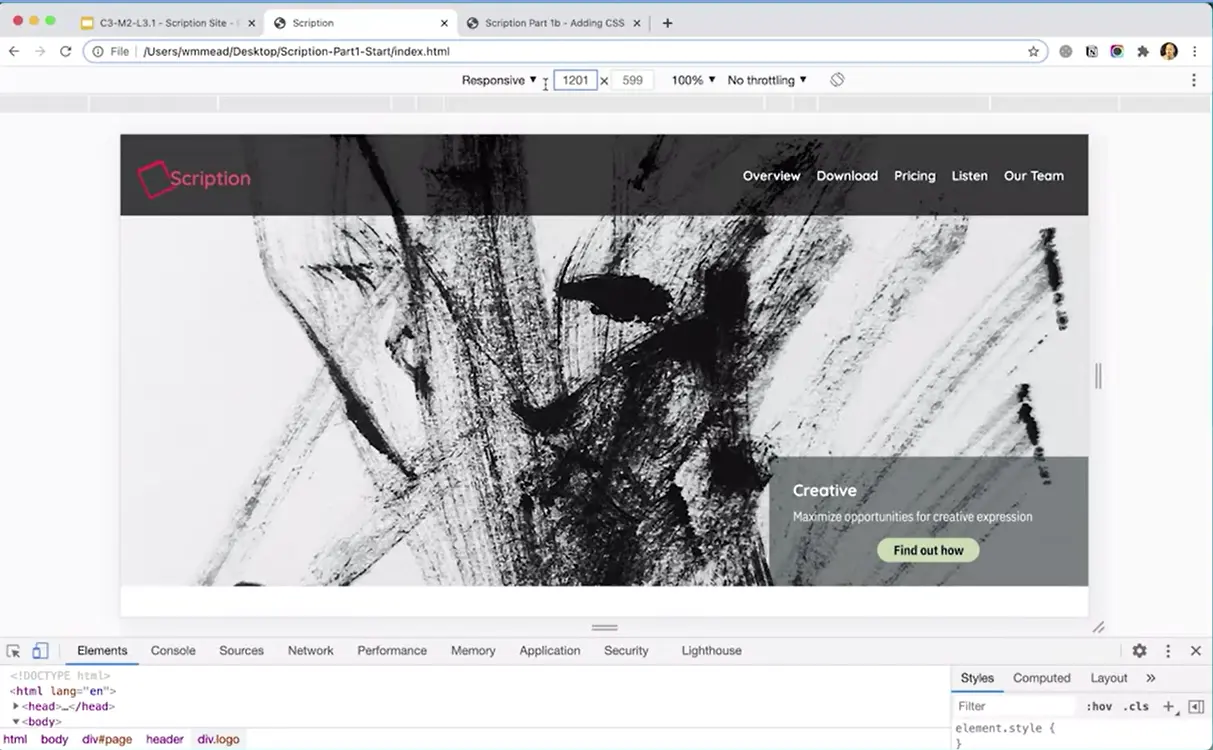 C3-M2-L3.1 - Scription Site -
Scription
Scription Part 1b - Adding CSS
File /Users/wmmead/Desktop/Scription-Part1-Start/index.html
Responsive 1201 × 599 100% No throttling
Scription
Overview Download Pricing Listen Our Team
Creative
Maximize opportunities for creative expression
Find out how
Elements Console Sources Network Performance Memory Application Security Lighthouse
<!DOCTYPE html>
<html lang="en">
<head>…</head>
<body>
html body div#page header div.logo
Styles Computed Layout »
Filter :hov .cls +
element.style {
}